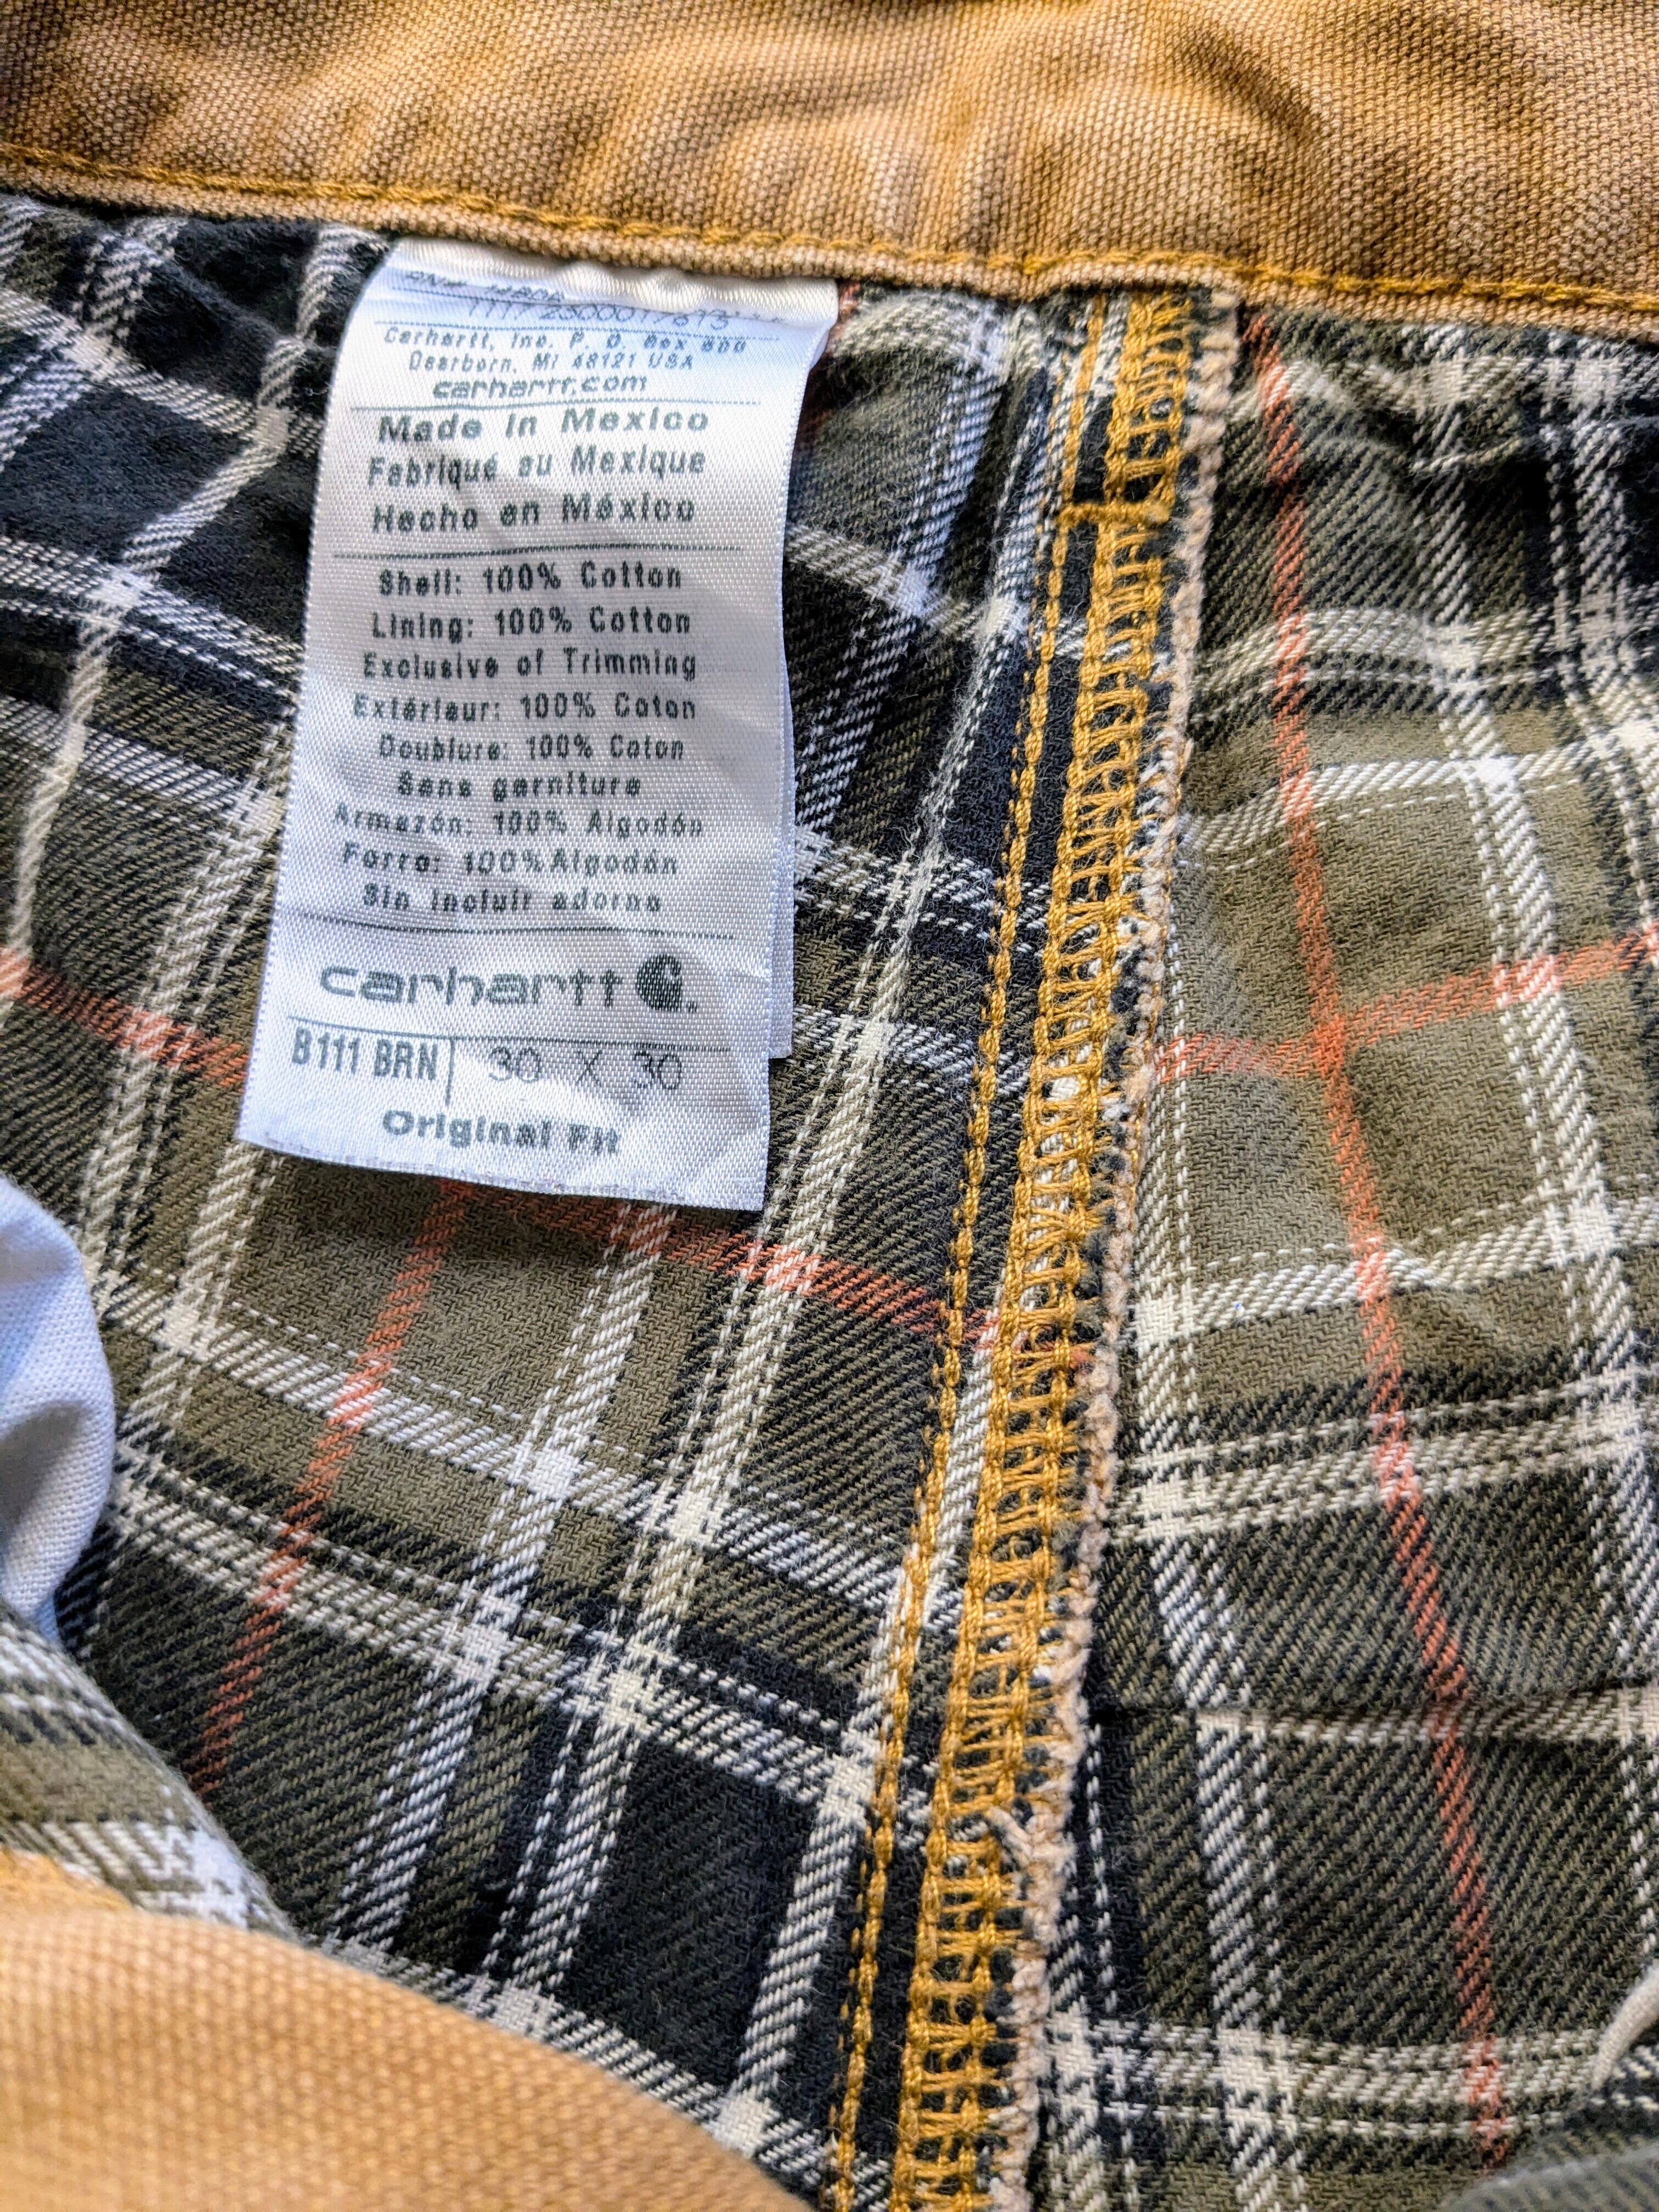 Carhartt, Inc. P. O. Box 600
Dearborn, MI 48121 USA
carhartt.com
Made in Mexico
Fabriqué au Mexique
Hecho en México
Shell: 100% Cotton
Lining: 100% Cotton
Exclusive of Trimming
Extérieur: 100% Coton
Doublure: 100% Coton
Sans garniture
Armazón: 100% Algodón
Forro: 100% Algodón
Sin incluir adorno
carhartt
B111 BRN 30 X 30
Original Fit